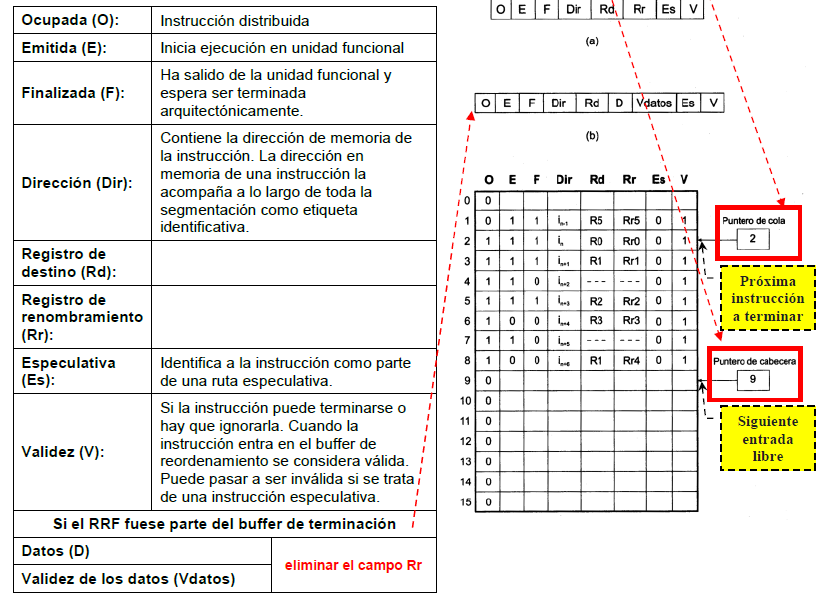 Ocupada (O): Instrucción distribuida
Emitida (E): Inicia ejecución en unidad funcional
Finalizada (F): Ha salido de la unidad funcional y
espera ser terminada
arquitectónicamente.
Dirección (Dir): Contiene la dirección de memoria de
la instrucción. La dirección en
memoria de una instrucción la
acompaña a lo largo de toda la
segmentación como etiqueta
identificativa.
Registro de
destino (Rd):
Registro de
renombramiento
(Rr):
Especulativa
(Es):
Identifica a la instrucción como parte
de una ruta especulativa.
Validez (V): Si la instrucción puede terminarse o
hay que ignorarla. Cuando la
instrucción entra en el buffer de
reordenamiento se considera válida.
Puede pasar a ser inválida si se trata
de una instrucción especulativa.
Si el RRF fuese parte del buffer de terminación
Datos (D)
Validez de los datos (Vdatos)
eliminar el campo Rr
O E F Dir Rd Rr Es V
(a)
O E F Dir Rd D Vdatos Es V
(b)
O E F Dir Rd Rr Es V
0 0
1 0 1 1 in-1 R5 Rr5 0 1
2 1 1 1 in R0 Rr0 0 1
3 1 1 1 in+1 R1 Rr1 0 1
4 1 1 0 in+2 --- --- 0 1
5 1 1 1 in+3 R2 Rr2 0 1
6 1 0 0 in+4 R3 Rr3 0 1
7 1 1 0 in+5 --- --- 0 1
8 1 0 0 in+6 R1 Rr4 0 1
9 0
10 0
11 0
12 0
13 0
14 0
15 0
Puntero de cola
2
Próxima
instrucción
a terminar
Puntero de cabecera
9
Siguiente
entrada
libre